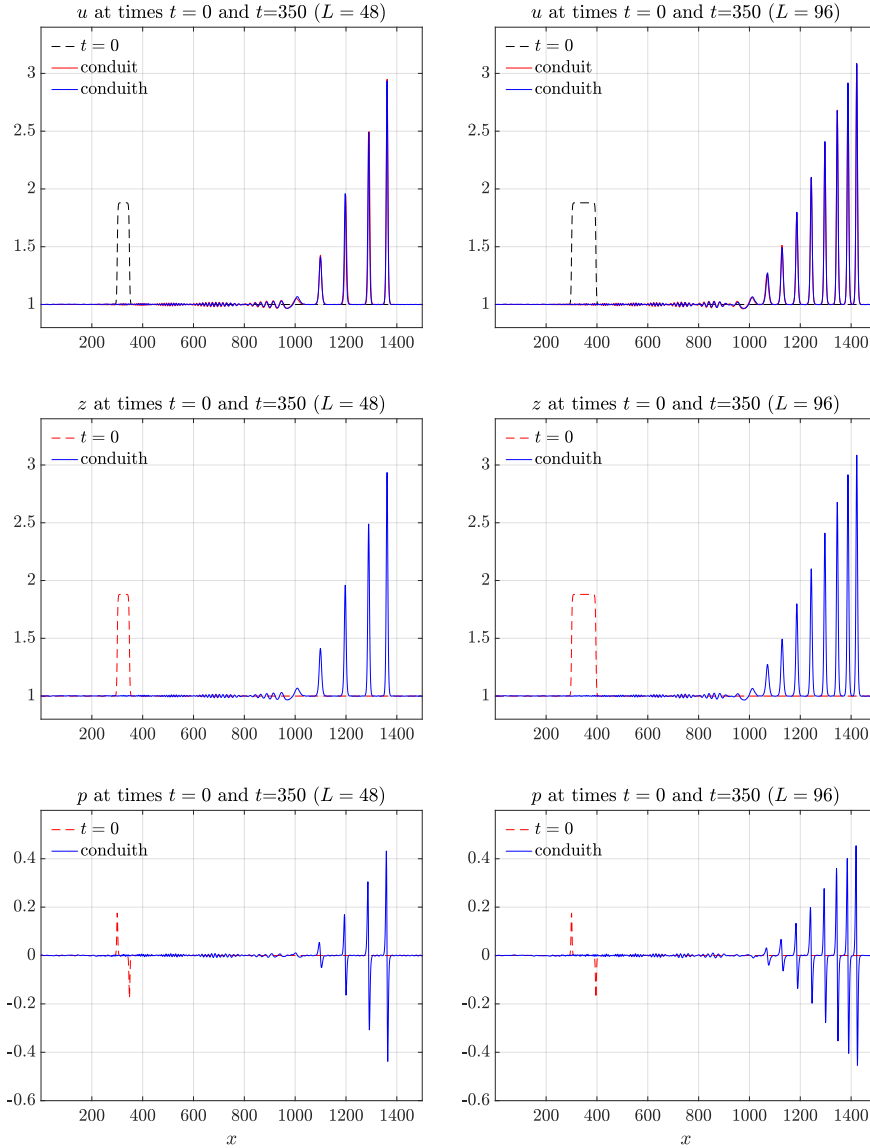 u at times t = 0 and t=350 (L = 48)
t = 0
conduit
conduith
3
2.5
2
1.5
1
200 400 600 800 1000 1200 1400
u at times t = 0 and t=350 (L = 96)
t = 0
conduit
conduith
3
2.5
2
1.5
1
200 400 600 800 1000 1200 1400
z at times t = 0 and t=350 (L = 48)
t = 0
conduith
3
2.5
2
1.5
1
200 400 600 800 1000 1200 1400
z at times t = 0 and t=350 (L = 96)
t = 0
conduith
3
2.5
2
1.5
1
200 400 600 800 1000 1200 1400
p at times t = 0 and t=350 (L = 48)
t = 0
conduith
0.4
0.2
0
-0.2
-0.4
-0.6
200 400 600 800 1000 1200 1400
x
p at times t = 0 and t=350 (L = 96)
t = 0
conduith
0.4
0.2
0
-0.2
-0.4
-0.6
200 400 600 800 1000 1200 1400
x